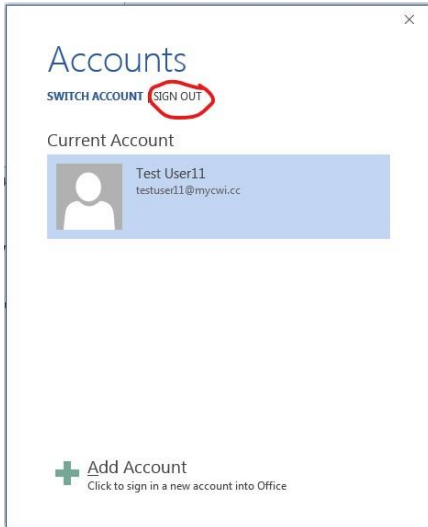 Accounts
SWITCH ACCOUNT | SIGN OUT
Current Account
Test User11
testuser11@mycwi.cc
Add Account
Click to sign in a new account into Office